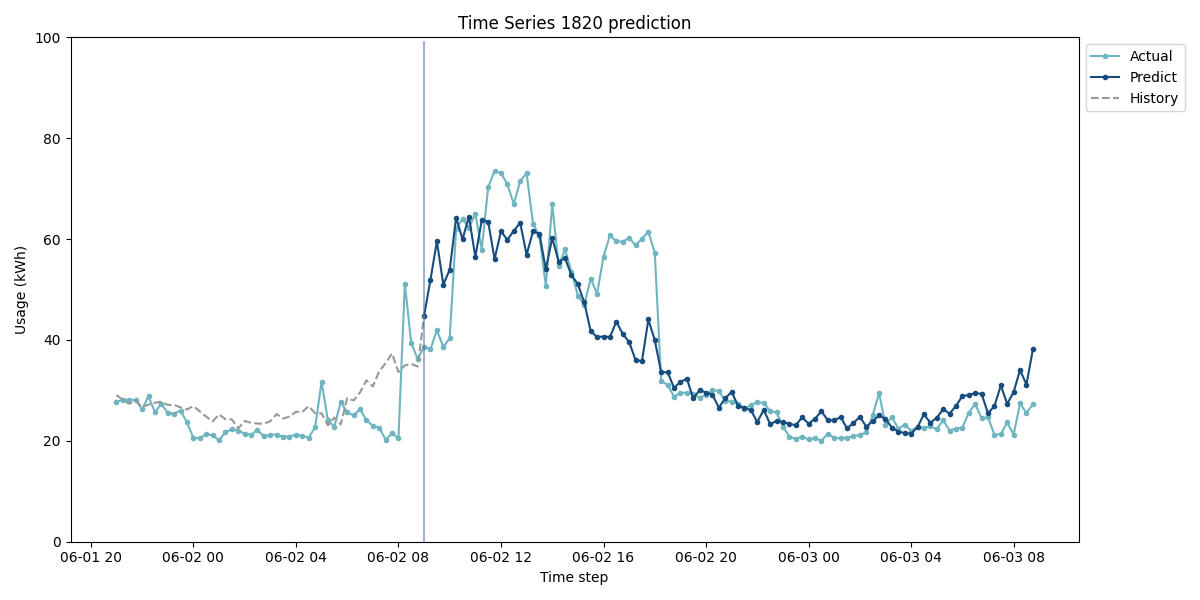 Time Series 1820 prediction
100
80
60
40
20
0
Usage (kWh)
06-01 20
06-02 00
06-02 04
06-02 08
06-02 12
06-02 16
06-02 20
06-03 00
06-03 04
06-03 08
Time step
Actual
Predict
History